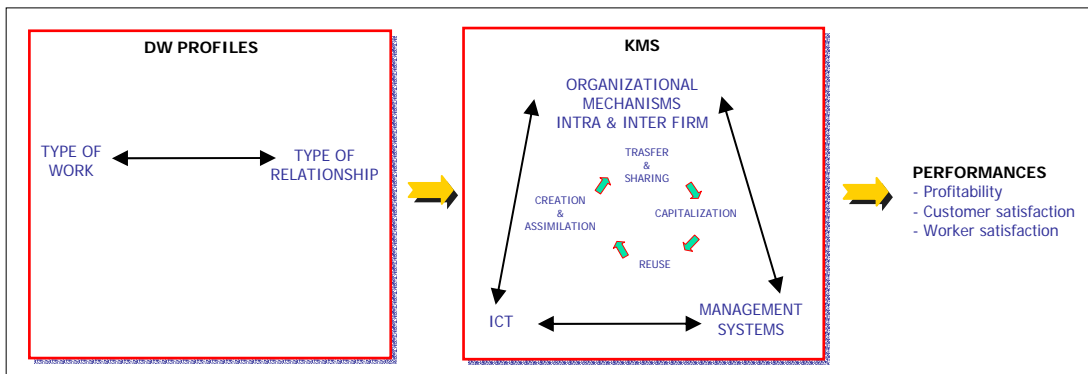 DW PROFILES
TYPE OF
WORK
TYPE OF
RELATIONSHIP
KMS
ORGANIZATIONAL
MECHANISMS
INTRA & INTER FIRM
TRASFER
&
SHARING
CREATION
&
ASSIMILATION
CAPITALIZATION
REUSE
ICT
MANAGEMENT
SYSTEMS
PERFORMANCES
- Profitability
- Customer satisfaction
- Worker satisfaction